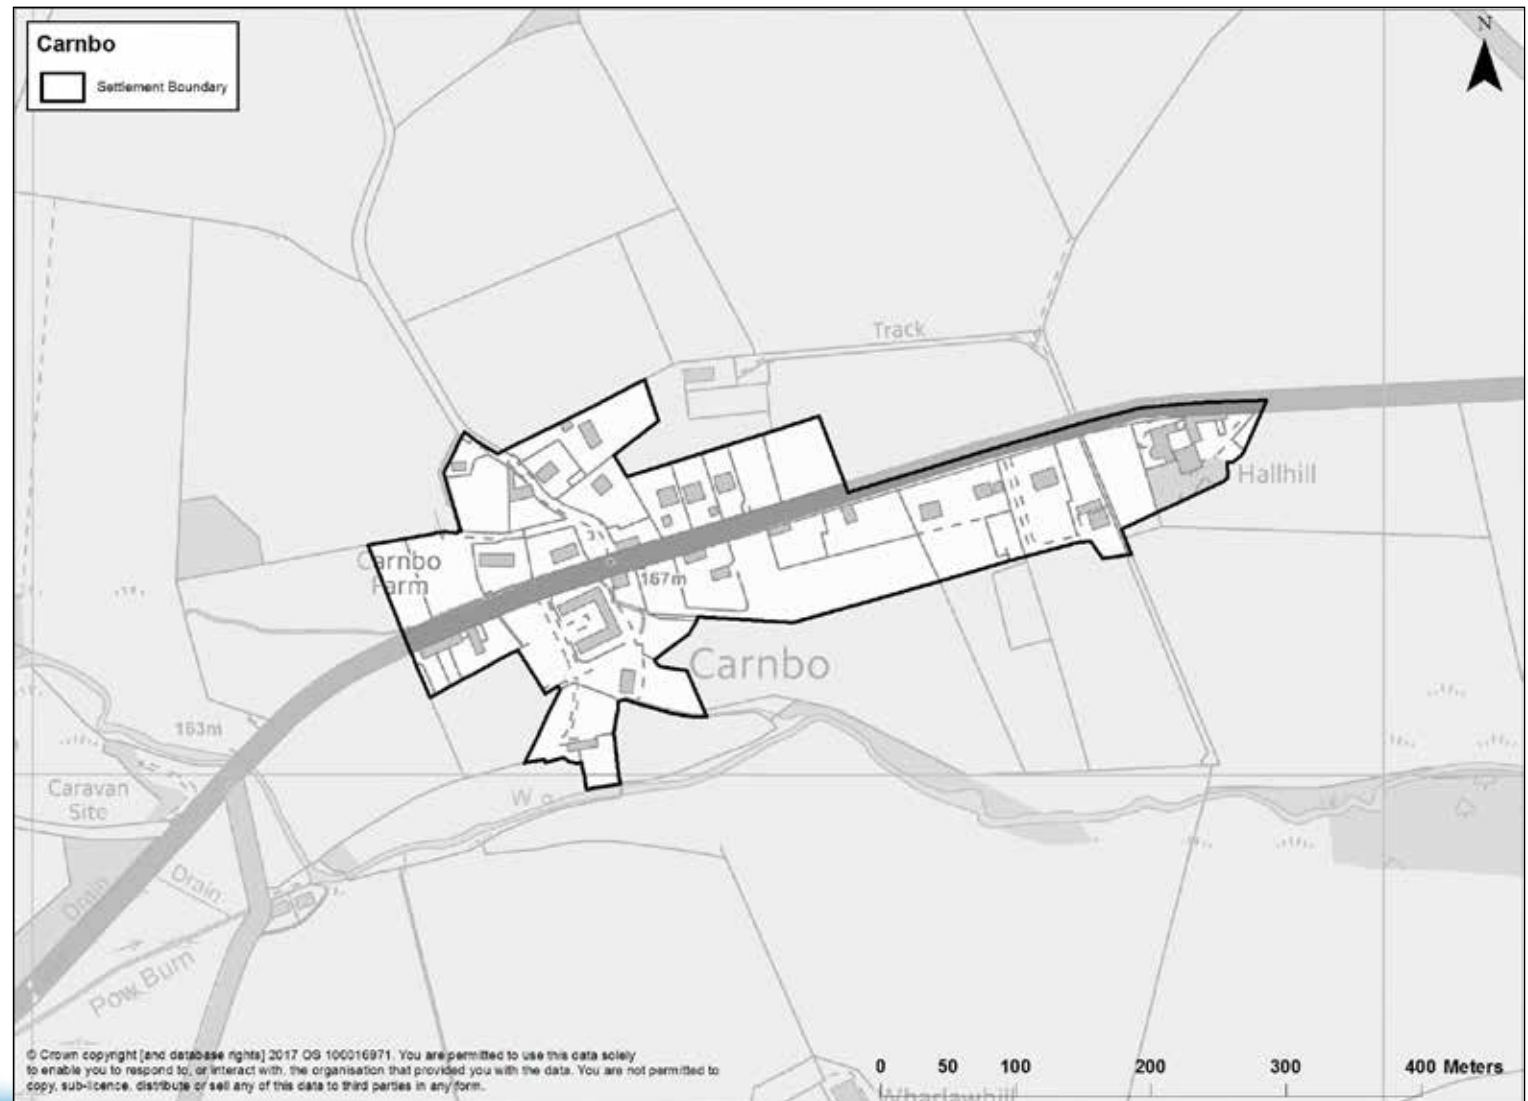 Carnbo
Settlement Boundary
N
Track
Hallhill
Carnbo
Farm
167m
Carnbo
163m
Caravan
Site
W
Drain
Drain
Pow Burn
© Crown copyright [and database rights] 2017 OS 100016971. You are permitted to use this data solely
to enable you to respond to, or interact with, the organisation that provided you with the data. You are not permitted to
copy, sub-licence, distribute or sell any of this data to third parties in any form.
0 50 100 200 300 400 Meters
Wharlawhill